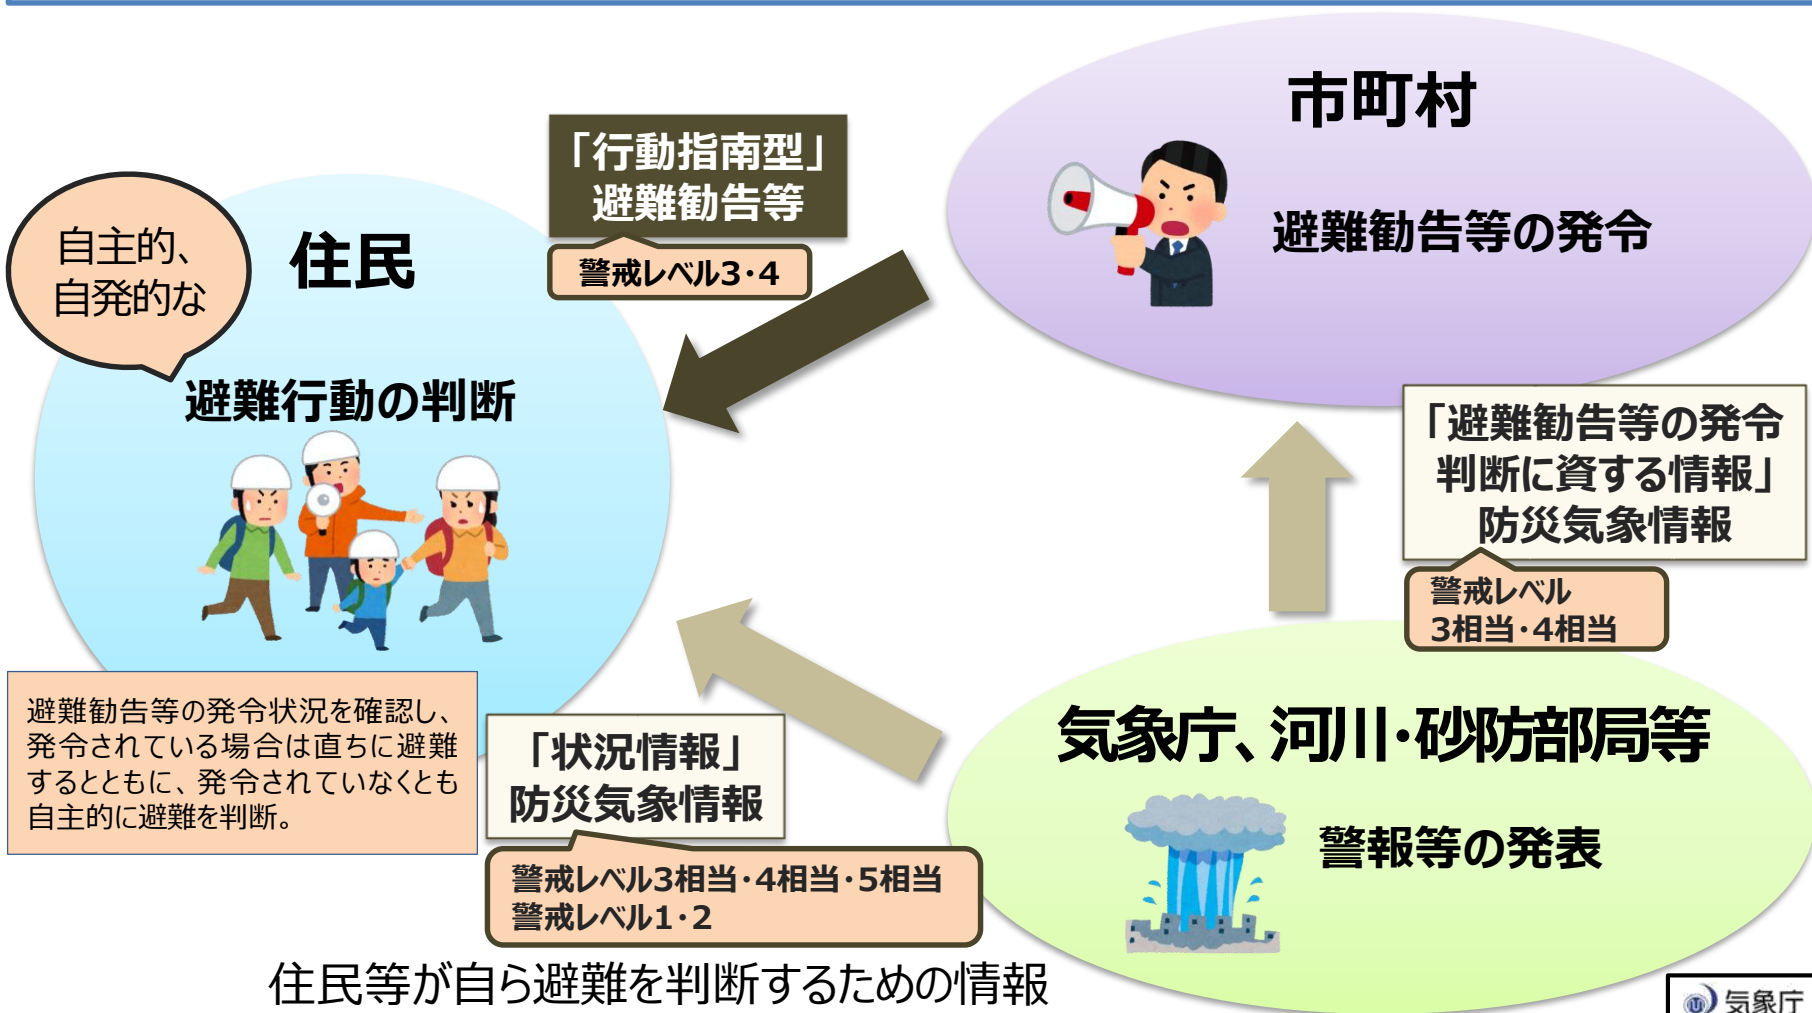 市町村
避難勧告等の発令
「行動指南型」
避難勧告等
警戒レベル3・4
自主的、
自発的な
住民
避難行動の判断
「避難勧告等の発令
判断に資する情報」
防災気象情報
警戒レベル
3相当・4相当
避難勧告等の発令状況を確認し、
発令されている場合は直ちに避難
するとともに、発令されていなくとも
自主的に避難を判断。
「状況情報」
防災気象情報
警戒レベル3相当・4相当・5相当
警戒レベル1・2
気象庁、河川・砂防部局等
警報等の発表
住民等が自ら避難を判断するための情報
気象庁